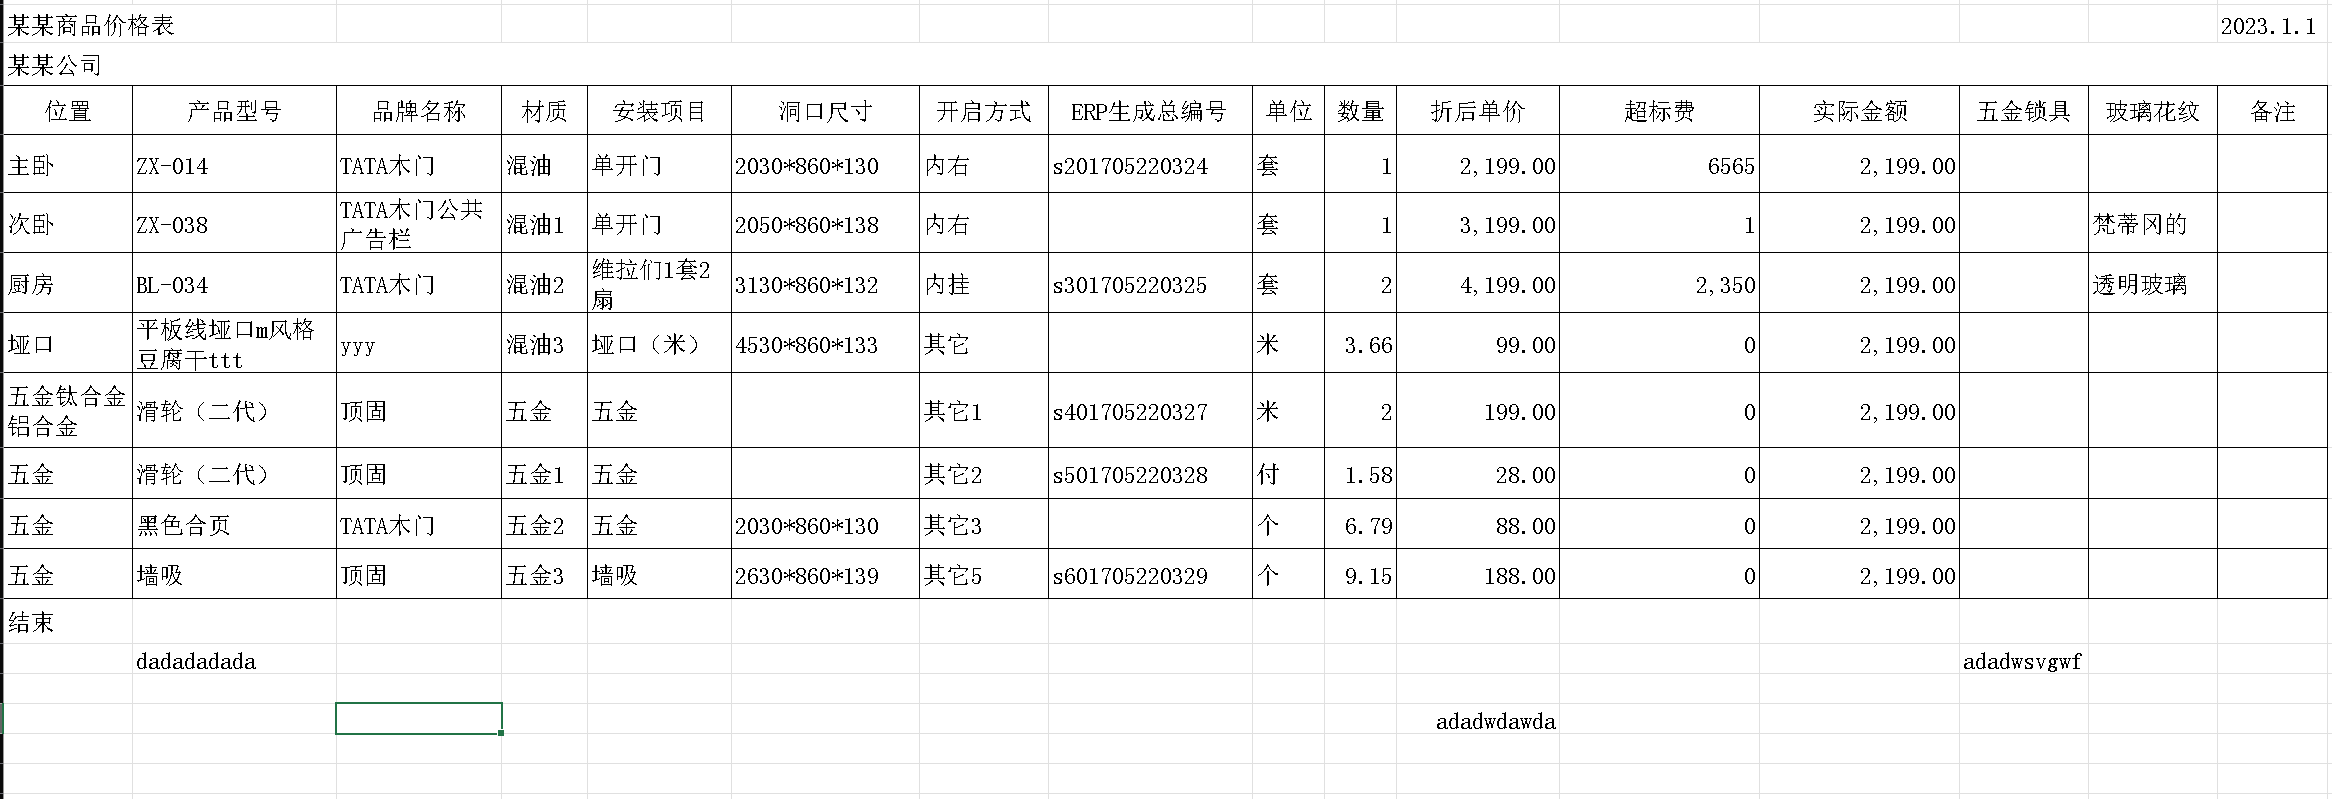 某某商品价格表 2023.1.1
某某公司
位置 产品型号 品牌名称 材质 安装项目 洞口尺寸 开启方式 ERP生成总编号 单位 数量 折后单价 超标费 实际金额 五金锁具 玻璃花纹 备注
主卧 ZX-014 TATA木门 混油 单开门 2030*860*130 内右 s201705220324 套 1 2,199.00 6565 2,199.00
次卧 ZX-038 TATA木门公共广告栏 混油1 单开门 2050*860*138 内右 套 1 3,199.00 1 2,199.00 梵蒂冈的
厨房 BL-034 TATA木门 混油2 维拉们1套2扇 3130*860*132 内挂 s301705220325 套 2 4,199.00 2,350 2,199.00 透明玻璃
垭口 平板线垭口m风格豆腐干ttt yyy 混油3 垭口（米） 4530*860*133 其它 米 3.66 99.00 0 2,199.00
五金钛合金铝合金 滑轮（二代） 顶固 五金 五金 其它1 s401705220327 米 2 199.00 0 2,199.00
五金 滑轮（二代） 顶固 五金1 五金 其它2 s501705220328 付 1.58 28.00 0 2,199.00
五金 黑色合页 TATA木门 五金2 五金 2030*860*130 其它3 个 6.79 88.00 0 2,199.00
五金 墙吸 顶固 五金3 墙吸 2630*860*139 其它5 s601705220329 个 9.15 188.00 0 2,199.00
结束
dadadadada adadwsvgwf
adadwdawda